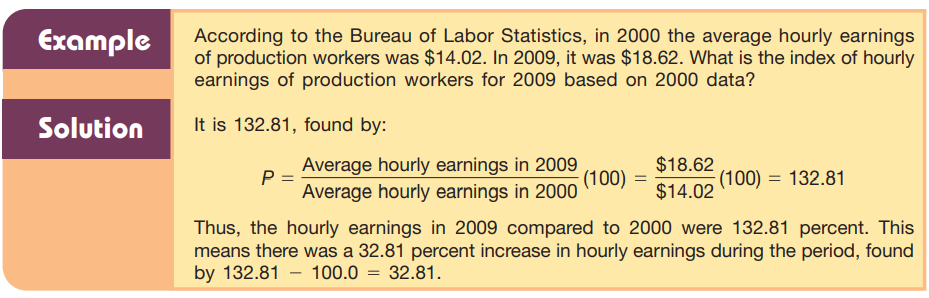 Example
According to the Bureau of Labor Statistics, in 2000 the average hourly earnings
of production workers was $14.02. In 2009, it was $18.62. What is the index of hourly
earnings of production workers for 2009 based on 2000 data?
Solution
It is 132.81, found by:
P = Average hourly earnings in 2009 / Average hourly earnings in 2000 (100) = $18.62 / $14.02 (100) = 132.81
Thus, the hourly earnings in 2009 compared to 2000 were 132.81 percent. This
means there was a 32.81 percent increase in hourly earnings during the period, found
by 132.81 − 100.0 = 32.81.